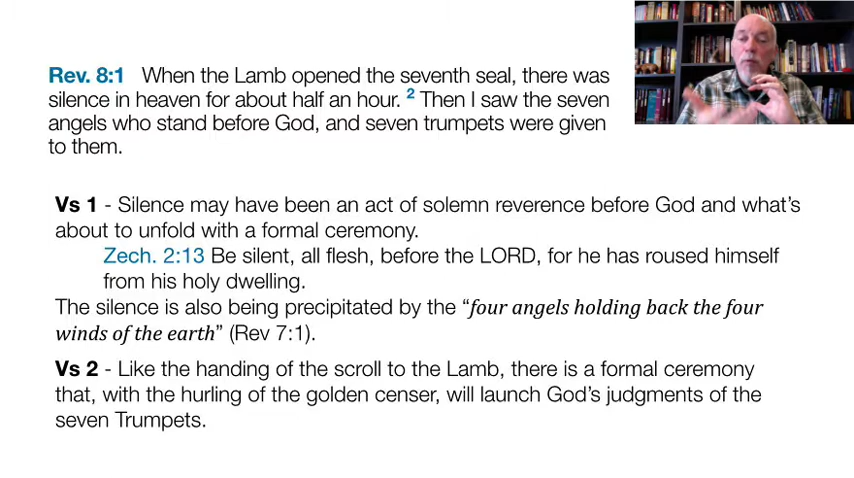 Rev. 8:1 When the Lamb opened the seventh seal, there was
silence in heaven for about half an hour. 2 Then I saw the seven
angels who stand before God, and seven trumpets were given
to them.
Vs 1 - Silence may have been an act of solemn reverence before God and what's
about to unfold with a formal ceremony.
Zech. 2:13 Be silent, all flesh, before the LORD, for he has roused himself
from his holy dwelling.
The silence is also being precipitated by the “four angels holding back the four
winds of the earth” (Rev 7:1).
Vs 2 - Like the handing of the scroll to the Lamb, there is a formal ceremony
that, with the hurling of the golden censer, will launch God's judgments of the
seven Trumpets.